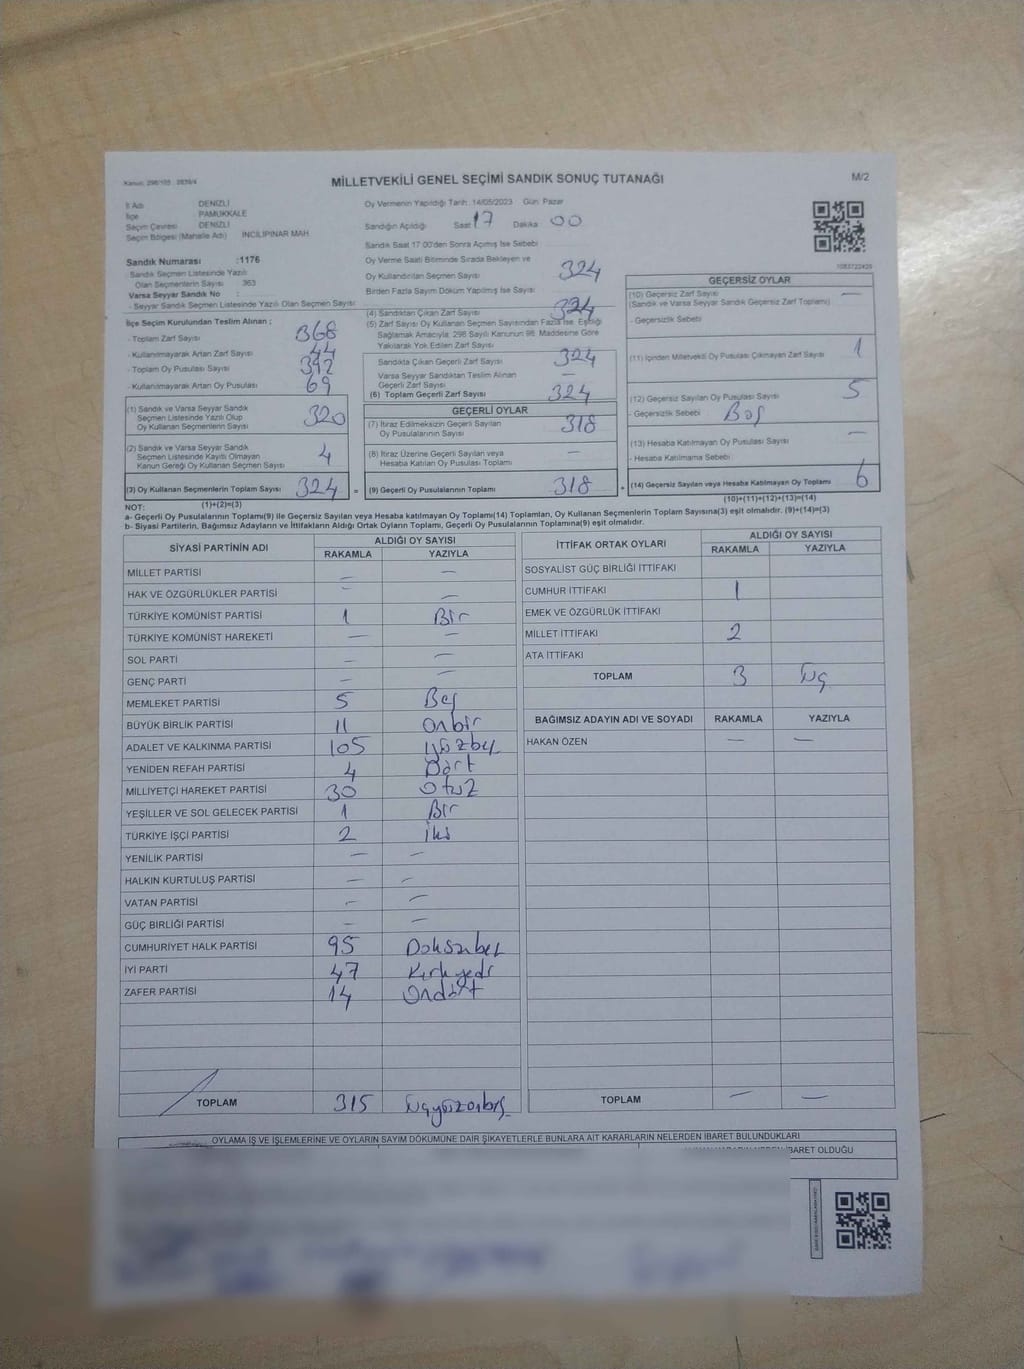 Kanun: 298/105 : 2839/4
MİLLETVEKİLİ GENEL SEÇİMİ SANDIK SONUÇ TUTANAĞI
M/2
İl Adı DENİZLİ
İlçe PAMUKKALE
Seçim Çevresi DENİZLİ
Seçim Bölgesi (Mahalle Adı) İNCİLİPINAR MAH
Sandık Numarası :1176
Sandık Seçmen Listesinde Yazılı
Olan Seçmenlerin Sayısı 363
Varsa Seyyar Sandık No :
Seyyar Sandık Seçmen Listesinde Yazılı Olan Seçmen Sayısı :
Oy Vermenin Yapıldığı Tarih :14/05/2023 Gün: Pazar
Sandığın Açıldığı Saat 17 Dakika 00
Sandık Saat 17:00'den Sonra Açılmış İse Sebebi :
Oy Verme Saati Bitiminde Sırada Bekleyen ve
Oy Kullandırılan Seçmen Sayısı 324
Birden Fazla Sayım Döküm Yapılmış İse Sayısı :
1083722425
İlçe Seçim Kurulundan Teslim Alınan ;
- Toplam Zarf Sayısı 368
- Kullanılmayarak Artan Zarf Sayısı 44
- Toplam Oy Pusulası Sayısı
- Kullanılmayarak Artan Oy Pusulası 69
(1) Sandık ve Varsa Seyyar Sandık
Seçmen Listesinde Yazılı Olup
Oy Kullanan Seçmenlerin Sayısı 320
(2) Sandık ve Varsa Seyyar Sandık
Seçmen Listesinde Kayıtlı Olmayan
Kanun Gereği Oy Kullanan Seçmen Sayısı 4
(3) Oy Kullanan Seçmenlerin Toplam Sayısı 324 =
(1)+(2)=(3)
(4) Sandıktan Çıkan Zarf Sayısı 324
(5) Zarf Sayısı Oy Kullanan Seçmen Sayısından Fazla İse, Eşitliği
Sağlamak Amacıyla 298 Sayılı Kanunun 98. Maddesine Göre
Yakılarak Yok Edilen Zarf Sayısı
Sandıkta Çıkan Geçerli Zarf Sayısı 324
Varsa Seyyar Sandıktan Teslim Alınan
Geçerli Zarf Sayısı —
(6) Toplam Geçerli Zarf Sayısı 324
GEÇERLİ OYLAR
(7) İtiraz Edilmeksizin Geçerli Sayılan
Oy Pusulalarının Sayısı 318
(8) İtiraz Üzerine Geçerli Sayılan veya
Hesaba Katılan Oy Pusulası Toplamı —
(9) Geçerli Oy Pusulalarının Toplamı 318 +
GEÇERSİZ OYLAR
(10) Geçersiz Zarf Sayısı —
(Sandık ve Varsa Seyyar Sandık Geçersiz Zarf Toplamı)
- Geçersizlik Sebebi
(11) İçinden Milletvekili Oy Pusulası Çıkmayan Zarf Sayısı 1
(12) Geçersiz Sayılan Oy Pusulası Sayısı 5
- Geçersizlik Sebebi Boş
(13) Hesaba Katılmayan Oy Pusulası Sayısı —
- Hesaba Katılmama Sebebi
(14) Geçersiz Sayılan veya Hesaba Katılmayan Oy Toplamı 6
(10)+(11)+(12)+(13)=(14)
NOT:
a- Geçerli Oy Pusulalarının Toplamı(9) ile Geçersiz Sayılan veya Hesaba Katılmayan Oy Toplamı(14) Toplamları, Oy Kullanan Seçmenlerin Toplam Sayısına(3) eşit olmalıdır. (9)+(14)=(3)
b- Siyasi Partilerin, Bağımsız Adayların ve İttifakların Aldığı Ortak Oyların Toplamı, Geçerli Oy Pusulalarının Toplamına(9) eşit olmalıdır.
SİYASİ PARTİNİN ADI ALDIĞI OY SAYISI
RAKAMLA YAZIYLA
MİLLET PARTİSİ — —
HAK VE ÖZGÜRLÜKLER PARTİSİ — —
TÜRKİYE KOMÜNİST PARTİSİ 1 Bir
TÜRKİYE KOMÜNİST HAREKETİ — —
SOL PARTİ — —
GENÇ PARTİ — —
MEMLEKET PARTİSİ 5 Beş
BÜYÜK BİRLİK PARTİSİ 11 Onbir
ADALET VE KALKINMA PARTİSİ 105 Yüzbeş
YENİDEN REFAH PARTİSİ 4 Dört
MİLLİYETÇİ HAREKET PARTİSİ 30 Otuz
YEŞİLLER VE SOL GELECEK PARTİSİ 1 Bir
TÜRKİYE İŞÇİ PARTİSİ 2 İki
YENİLİK PARTİSİ — —
HALKIN KURTULUŞ PARTİSİ — —
VATAN PARTİSİ — —
GÜÇ BİRLİĞİ PARTİSİ — —
CUMHURİYET HALK PARTİSİ 95 Doksanbeş
İYİ PARTİ 47 Kırkyedi
ZAFER PARTİSİ 14 Ondört
TOPLAM 315 Üçyüzonbeş
İTTİFAK ORTAK OYLARI ALDIĞI OY SAYISI
RAKAMLA YAZIYLA
SOSYALİST GÜÇ BİRLİĞİ İTTİFAKI
CUMHUR İTTİFAKI 1
EMEK VE ÖZGÜRLÜK İTTİFAKI
MİLLET İTTİFAKI 2
ATA İTTİFAKI
TOPLAM 3 Üç
BAĞIMSIZ ADAYIN ADI VE SOYADI RAKAMLA YAZIYLA
HAKAN ÖZEN — —
TOPLAM — —
OYLAMA İŞ VE İŞLEMLERİNE VE OYLARIN SAYIM DÖKÜMÜNE DAİR ŞİKAYETLERLE BUNLARA AİT KARARLARIN NELERDEN İBARET BULUNDUKLARI
İBARET OLDUĞU